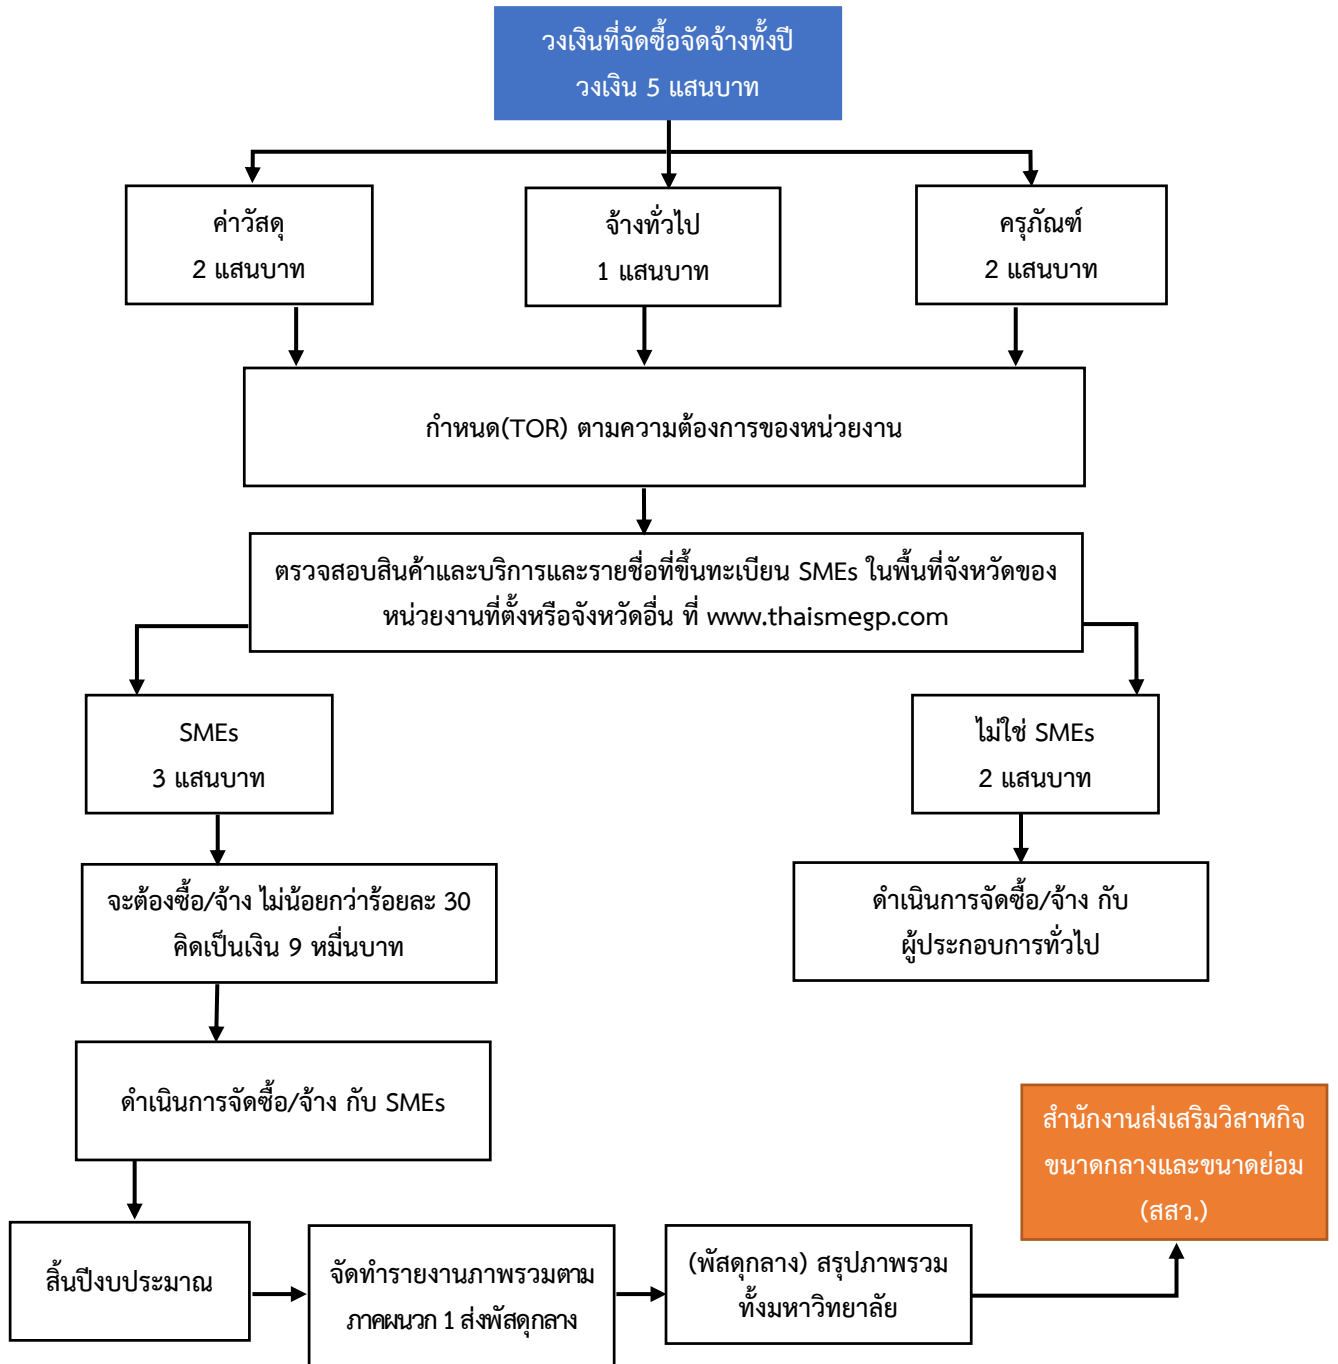 วงเงินที่จัดซื้อจัดจ้างทั้งปี
วงเงิน 5 แสนบาท
ค่าวัสดุ
2 แสนบาท
จ้างทั่วไป
1 แสนบาท
ครุภัณฑ์
2 แสนบาท
กำหนด(TOR) ตามความต้องการของหน่วยงาน
ตรวจสอบสินค้าและบริการและรายชื่อที่ขึ้นทะเบียน SMEs ในพื้นที่จังหวัดของ
หน่วยงานที่ตั้งหรือจังหวัดอื่น ที่ www.thaismegp.com
SMEs
3 แสนบาท
ไม่ใช่ SMEs
2 แสนบาท
จะต้องซื้อ/จ้าง ไม่น้อยกว่าร้อยละ 30
คิดเป็นเงิน 9 หมื่นบาท
ดำเนินการจัดซื้อ/จ้าง กับ
ผู้ประกอบการทั่วไป
ดำเนินการจัดซื้อ/จ้าง กับ SMEs
สำนักงานส่งเสริมวิสาหกิจ
ขนาดกลางและขนาดย่อม
(สสว.)
สิ้นปีงบประมาณ
จัดทำรายงานภาพรวมตาม
ภาคผนวก 1 ส่งพัสดุกลาง
(พัสดุกลาง) สรุปภาพรวม
ทั้งมหาวิทยาลัย